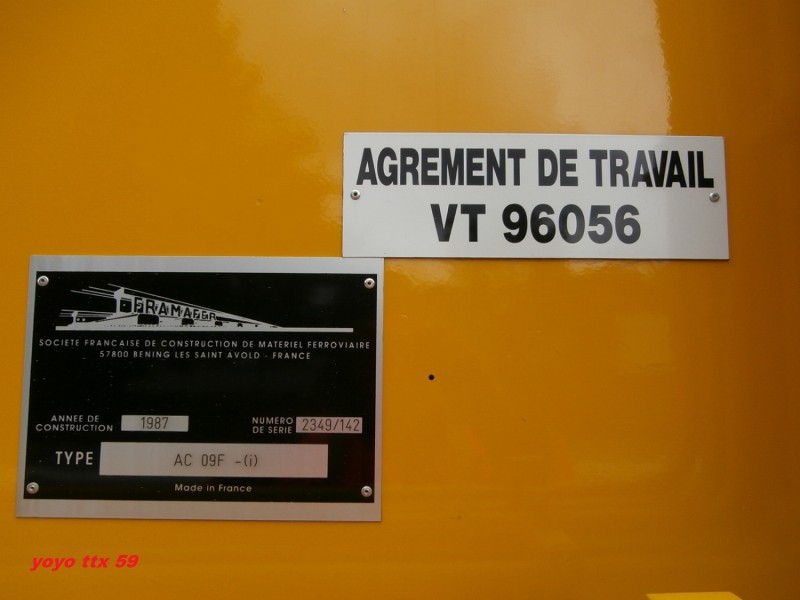 AGREMENT DE TRAVAIL
VT 96056
FRAMAFER
SOCIETE FRANCAISE DE CONSTRUCTION DE MATERIEL FERROVIAIRE
57800 BENING LES SAINT AVOLD - FRANCE
ANNEE DE CONSTRUCTION 1987
NUMERO DE SERIE 2349/142
TYPE AC 09F -(i)
Made in France
yoyo ttx 59